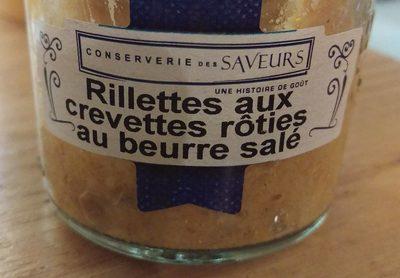 CONSERVERIE DES SAVEURS
UNE HISTOIRE DE GOÛT
Rillettes aux
crevettes rôties
au beurre salé